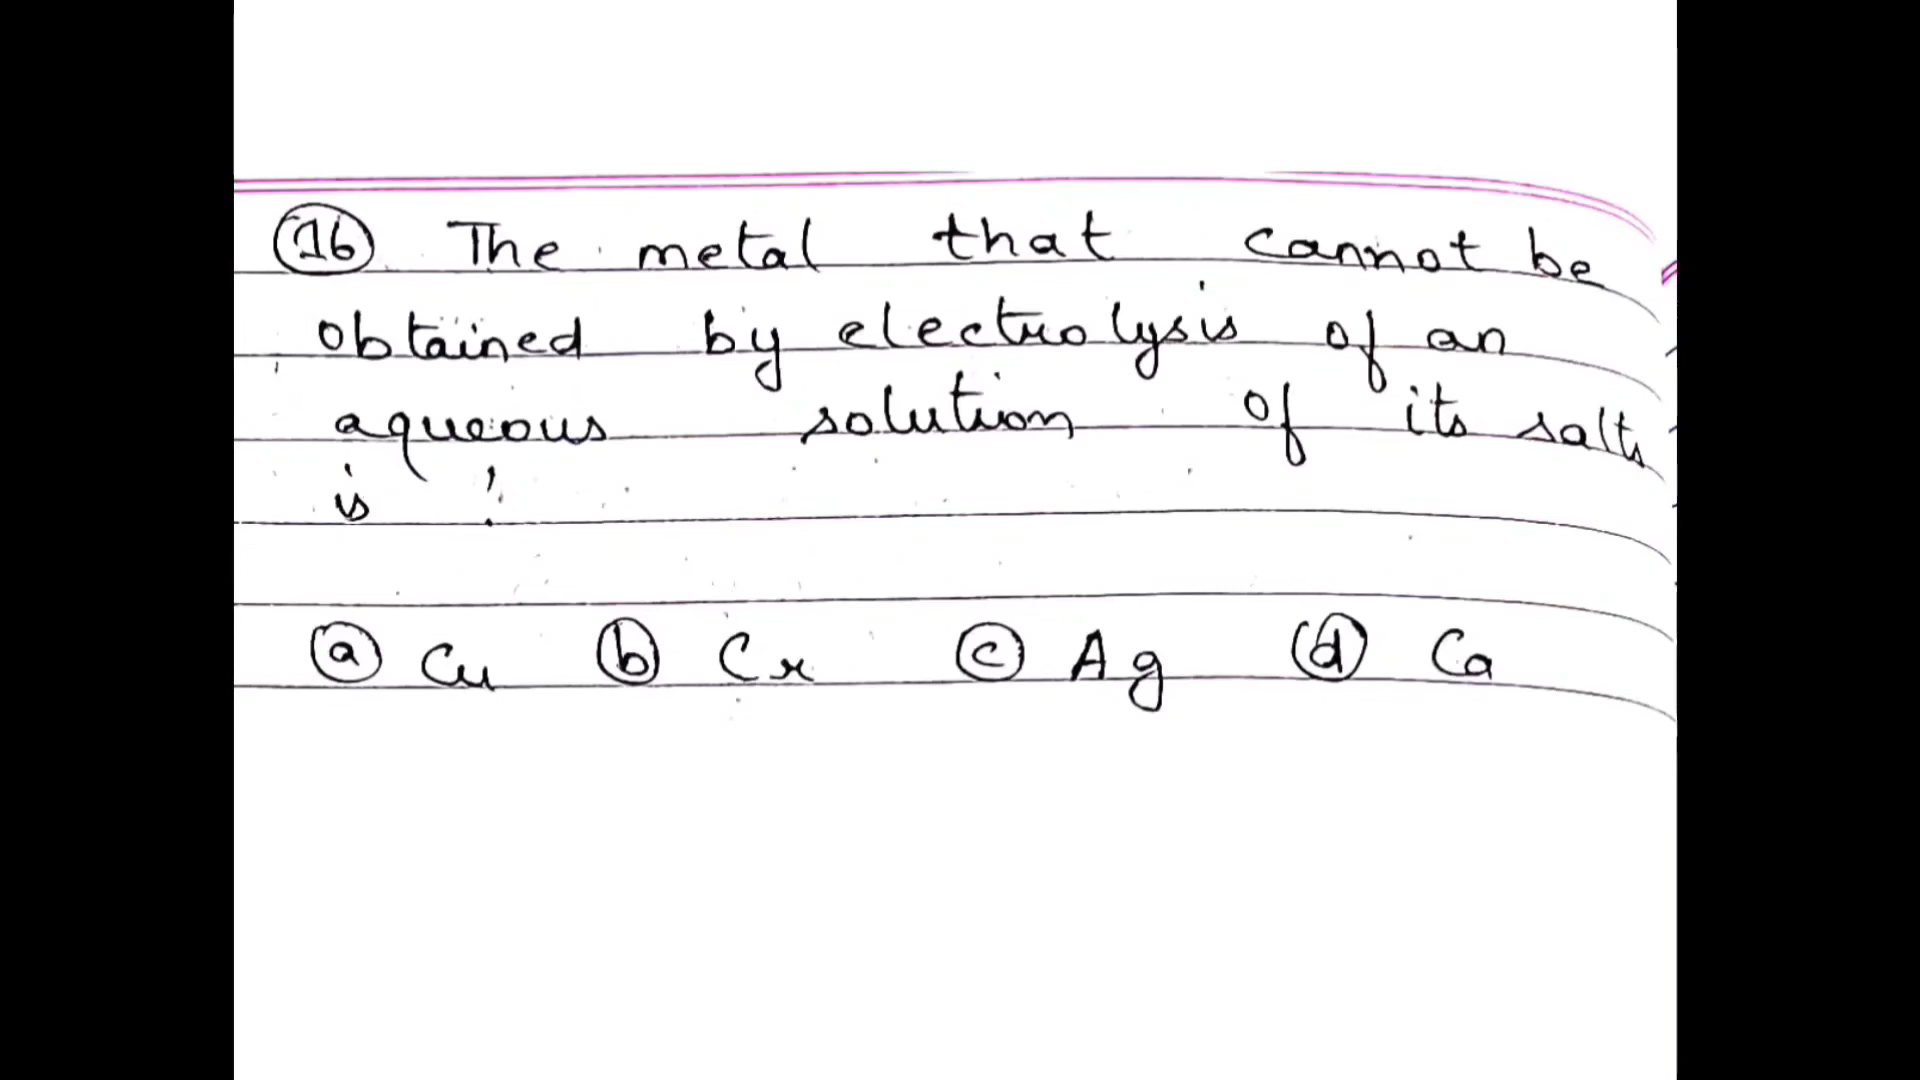 16 The metal that cannot be
obtained by electrolysis of an
aqueous solution of its salts
is :
a Cu b Cr c Ag d Ca